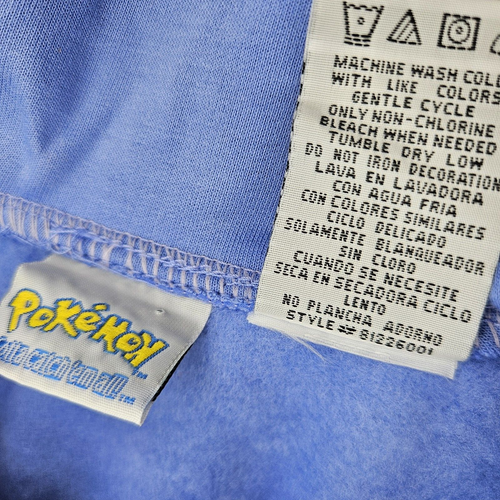 MACHINE WASH COLD
WITH LIKE COLORS
GENTLE CYCLE
ONLY NON-CHLORINE
BLEACH WHEN NEEDED
TUMBLE DRY LOW
DO NOT IRON DECORATION
LAVA EN LAVADORA
CON AGUA FRIA
CON COLORES SIMILARES
CICLO DELICADO
SOLAMENTE BLANQUEADOR
SIN CLORO
CUANDO SE NECESITE
SECA EN SECADORA CICLO
LENTO
NO PLANCHA ADORNO
STYLE# 81226001
POKéMON
Gotta catch 'em all!™